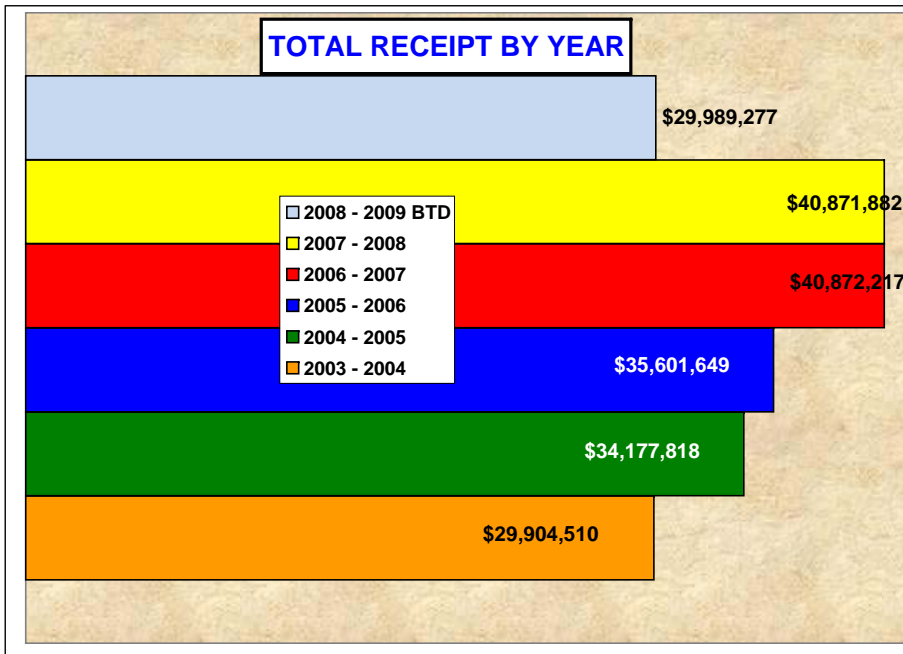 TOTAL RECEIPT BY YEAR
$29,989,277
$40,871,882
2008 - 2009 BTD
2007 - 2008
2006 - 2007
2005 - 2006
2004 - 2005
2003 - 2004
$40,872,217
$35,601,649
$34,177,818
$29,904,510